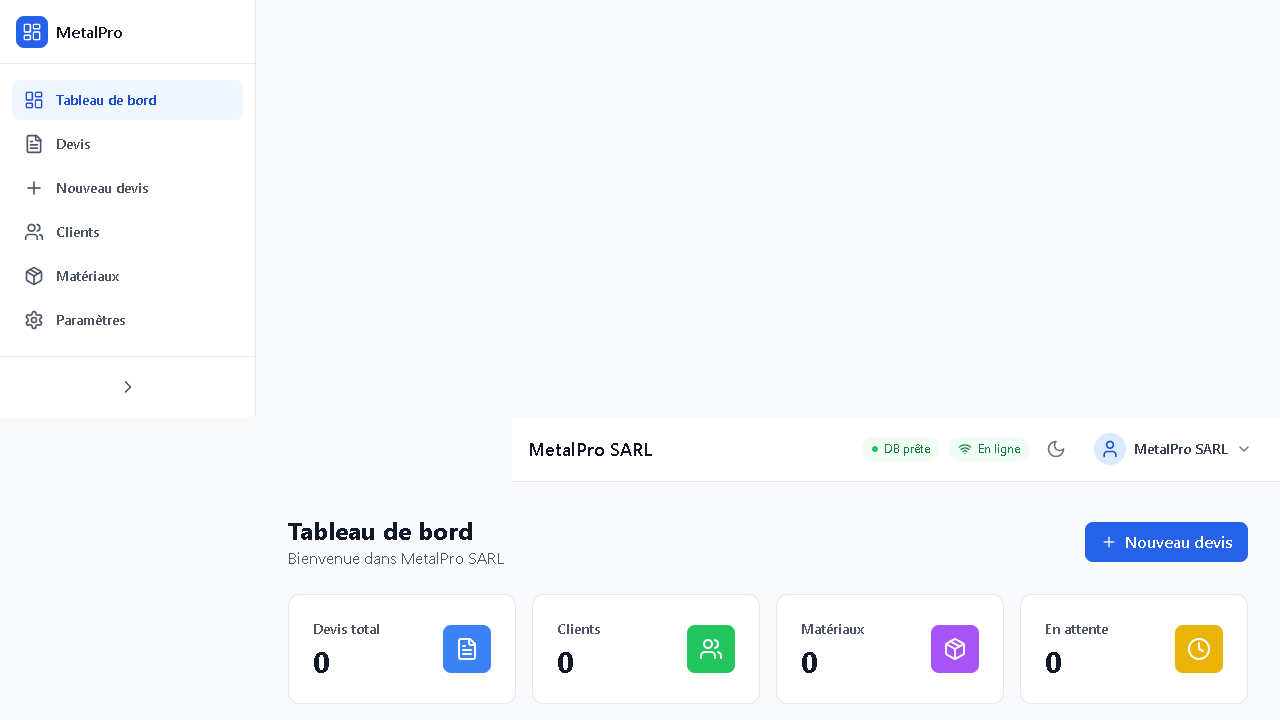 MetalPro
Tableau de bord
Devis
Nouveau devis
Clients
Matériaux
Paramètres
MetalPro SARL
DB prête
En ligne
MetalPro SARL
Tableau de bord
Bienvenue dans MetalPro SARL
Nouveau devis
Devis total
0
Clients
0
Matériaux
0
En attente
0